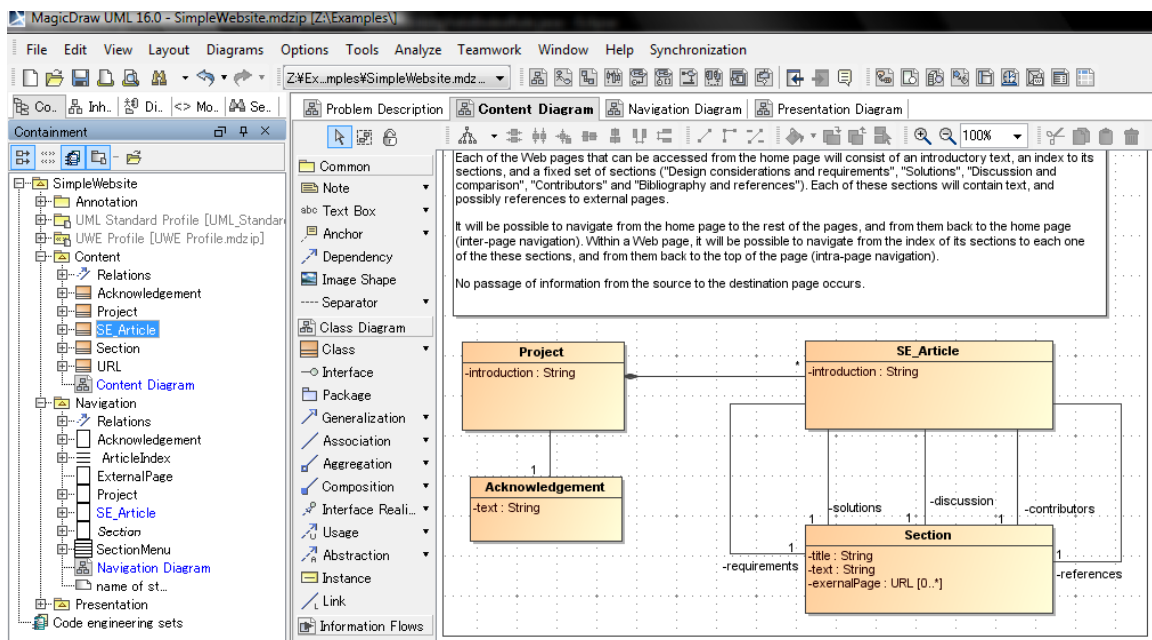 MagicDraw UML 16.0 - SimpleWebsite.mdzip [Z:\Examples\]
File Edit View Layout Diagrams Options Tools Analyze Teamwork Window Help Synchronization
Z:¥Ex...mples¥SimpleWebsite.mdz...
Co.. Inh.. Di.. <> Mo.. Se..
Problem Description Content Diagram Navigation Diagram Presentation Diagram
Containment
100%
SimpleWebsite
Annotation
UML Standard Profile [UML_Standar
UWE Profile [UWE Profile.mdzip]
Content
Relations
Acknowledgement
Project
SE_Article
Section
URL
Content Diagram
Navigation
Relations
Acknowledgement
ArticleIndex
ExternalPage
Project
SE_Article
Section
SectionMenu
Navigation Diagram
name of st...
Presentation
Code engineering sets
Common
Note
abc Text Box
Anchor
Dependency
Image Shape
---- Separator
Class Diagram
Class
Interface
Package
Generalization
Association
Aggregation
Composition
Interface Reali...
Usage
Abstraction
Instance
Link
Information Flows
Each of the Web pages that can be accessed from the home page will consist of an introductory text, an index to its
sections, and a fixed set of sections ("Design considerations and requirements", "Solutions", "Discussion and
comparison", "Contributors" and "Bibliography and references"). Each of these sections will contain text, and
possibly references to external pages.
It will be possible to navigate from the home page to the rest of the pages, and from them back to the home page
(inter-page navigation). Within a Web page, it will be possible to navigate from the index of its sections to each one
of the these sections, and from them back to the top of the page (intra-page navigation).
No passage of information from the source to the destination page occurs.
Project
-introduction : String
*
SE_Article
-introduction : String
1
Acknowledgement
-text : String
-solutions
-discussion
-contributors
1 1 1
Section
-title : String
-text : String
-exernalPage : URL [0..*]
1
-requirements
1
-references